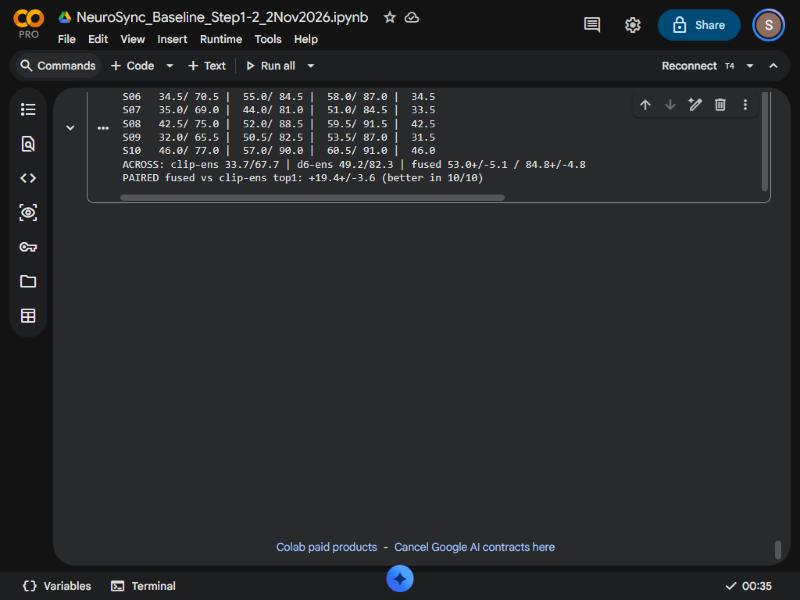 CO
PRO
NeuroSync_Baseline_Step1-2_2Nov2026.ipynb
File Edit View Insert Runtime Tools Help
Share
S
Commands + Code + Text Run all
Reconnect T4
S06 34.5/ 70.5 | 55.0/ 84.5 | 58.0/ 87.0 | 34.5
S07 35.0/ 69.0 | 44.0/ 81.0 | 51.0/ 84.5 | 33.5
S08 42.5/ 75.0 | 52.0/ 88.5 | 59.5/ 91.5 | 42.5
S09 32.0/ 65.5 | 50.5/ 82.5 | 53.5/ 87.0 | 31.5
S10 46.0/ 77.0 | 57.0/ 90.0 | 60.5/ 91.0 | 46.0
ACROSS: clip-ens 33.7/67.7 | d6-ens 49.2/82.3 | fused 53.0+/-5.1 / 84.8+/-4.8
PAIRED fused vs clip-ens top1: +19.4+/-3.6 (better in 10/10)
Colab paid products - Cancel Google AI contracts here
{} Variables Terminal
00:35